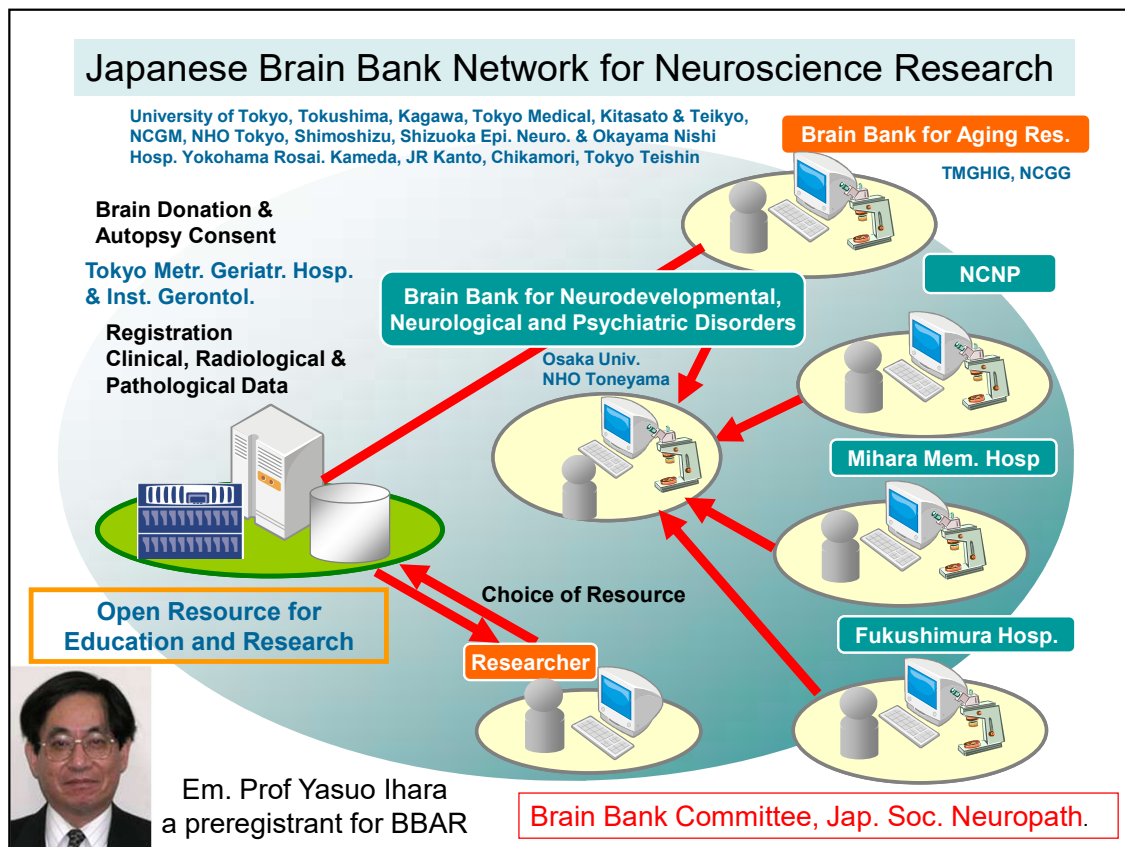 Japanese Brain Bank Network for Neuroscience Research
University of Tokyo, Tokushima, Kagawa, Tokyo Medical, Kitasato & Teikyo,
NCGM, NHO Tokyo, Shimoshizu, Shizuoka Epi. Neuro. & Okayama Nishi
Hosp. Yokohama Rosai. Kameda, JR Kanto, Chikamori, Tokyo Teishin
Brain Bank for Aging Res.
TMGHIG, NCGG
Brain Donation &
Autopsy Consent
Tokyo Metr. Geriatr. Hosp.
& Inst. Gerontol.
Registration
Clinical, Radiological &
Pathological Data
Brain Bank for Neurodevelopmental,
Neurological and Psychiatric Disorders
NCNP
Osaka Univ.
NHO Toneyama
Mihara Mem. Hosp
Choice of Resource
Open Resource for
Education and Research
Researcher
Fukushimura Hosp.
Em. Prof Yasuo Ihara
a preregistrant for BBAR
Brain Bank Committee, Jap. Soc. Neuropath.